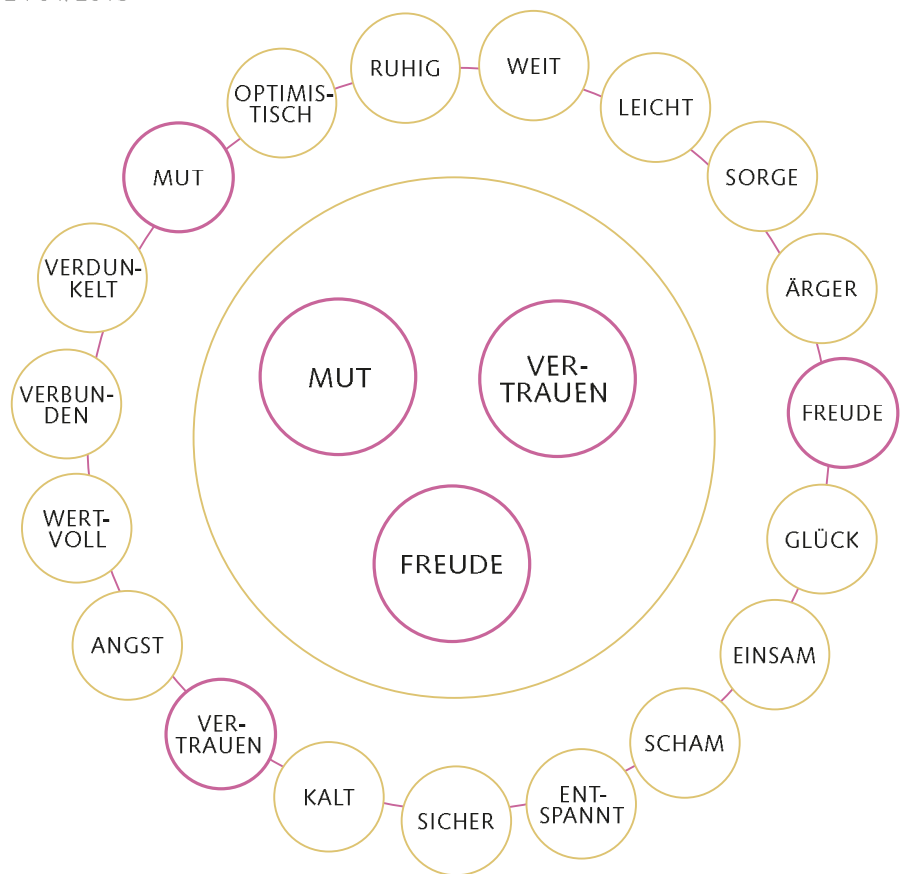 RUHIG
WEIT
LEICHT
SORGE
ÄRGER
FREUDE
GLÜCK
EINSAM
SCHAM
ENT-
SPANNT
SICHER
KALT
VER-
TRAUEN
ANGST
WERT-
VOLL
VERBUN-
DEN
VERDUN-
KELT
MUT
OPTIMIS-
TISCH
MUT
VER-
TRAUEN
FREUDE